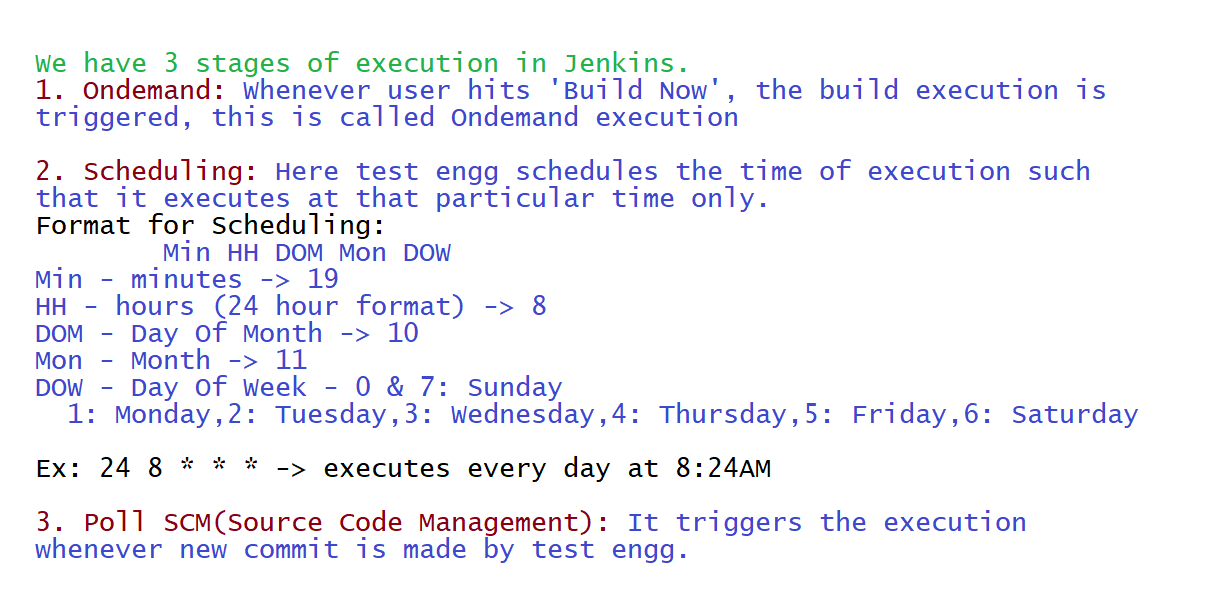 We have 3 stages of execution in Jenkins.
1. Ondemand: Whenever user hits 'Build Now', the build execution is
triggered, this is called Ondemand execution
2. Scheduling: Here test engg schedules the time of execution such
that it executes at that particular time only.
Format for Scheduling:
Min HH DOM Mon DOW
Min - minutes -> 19
HH - hours (24 hour format) -> 8
DOM - Day Of Month -> 10
Mon - Month -> 11
DOW - Day Of Week - 0 & 7: Sunday
1: Monday,2: Tuesday,3: Wednesday,4: Thursday,5: Friday,6: Saturday
Ex: 24 8 * * * -> executes every day at 8:24AM
3. Poll SCM(Source Code Management): It triggers the execution
whenever new commit is made by test engg.